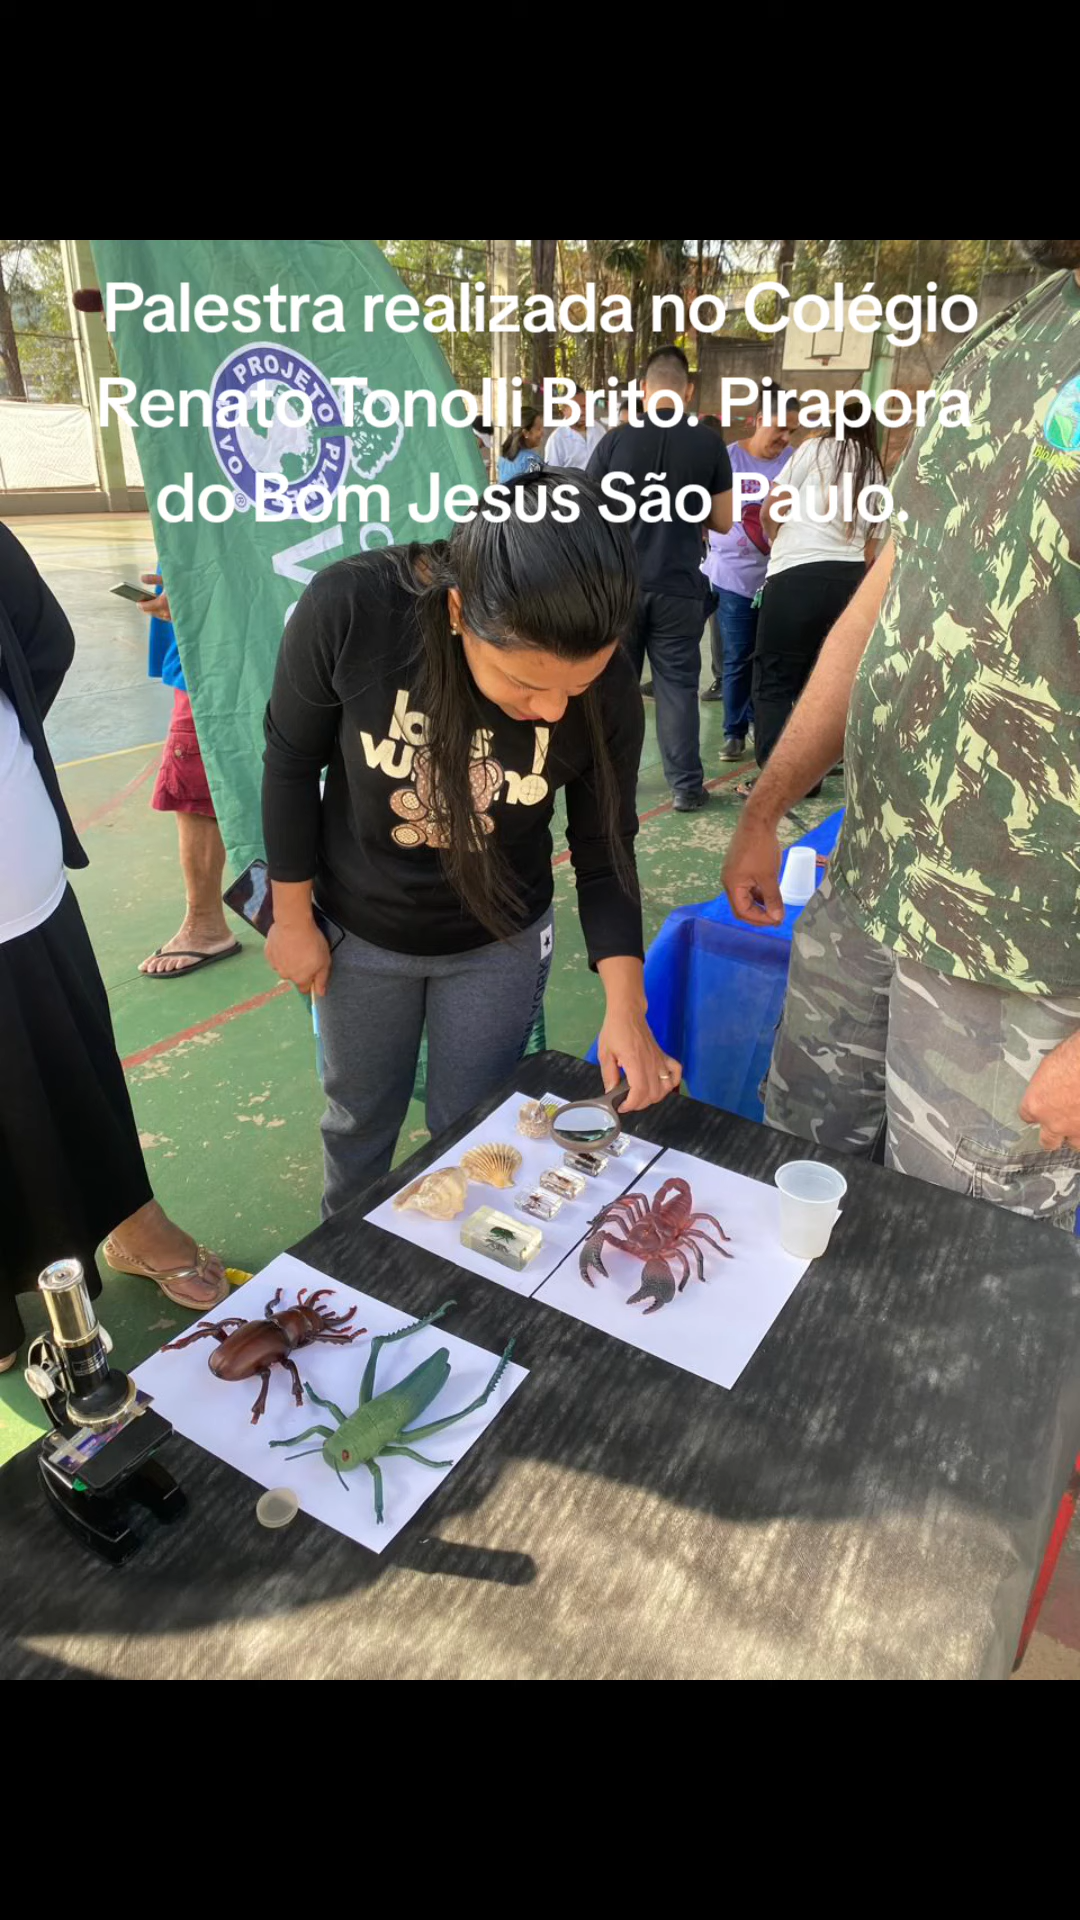 Palestra realizada no Colégio
Renato Tonolli Brito. Pirapora
do Bom Jesus São Paulo.
PROJETO